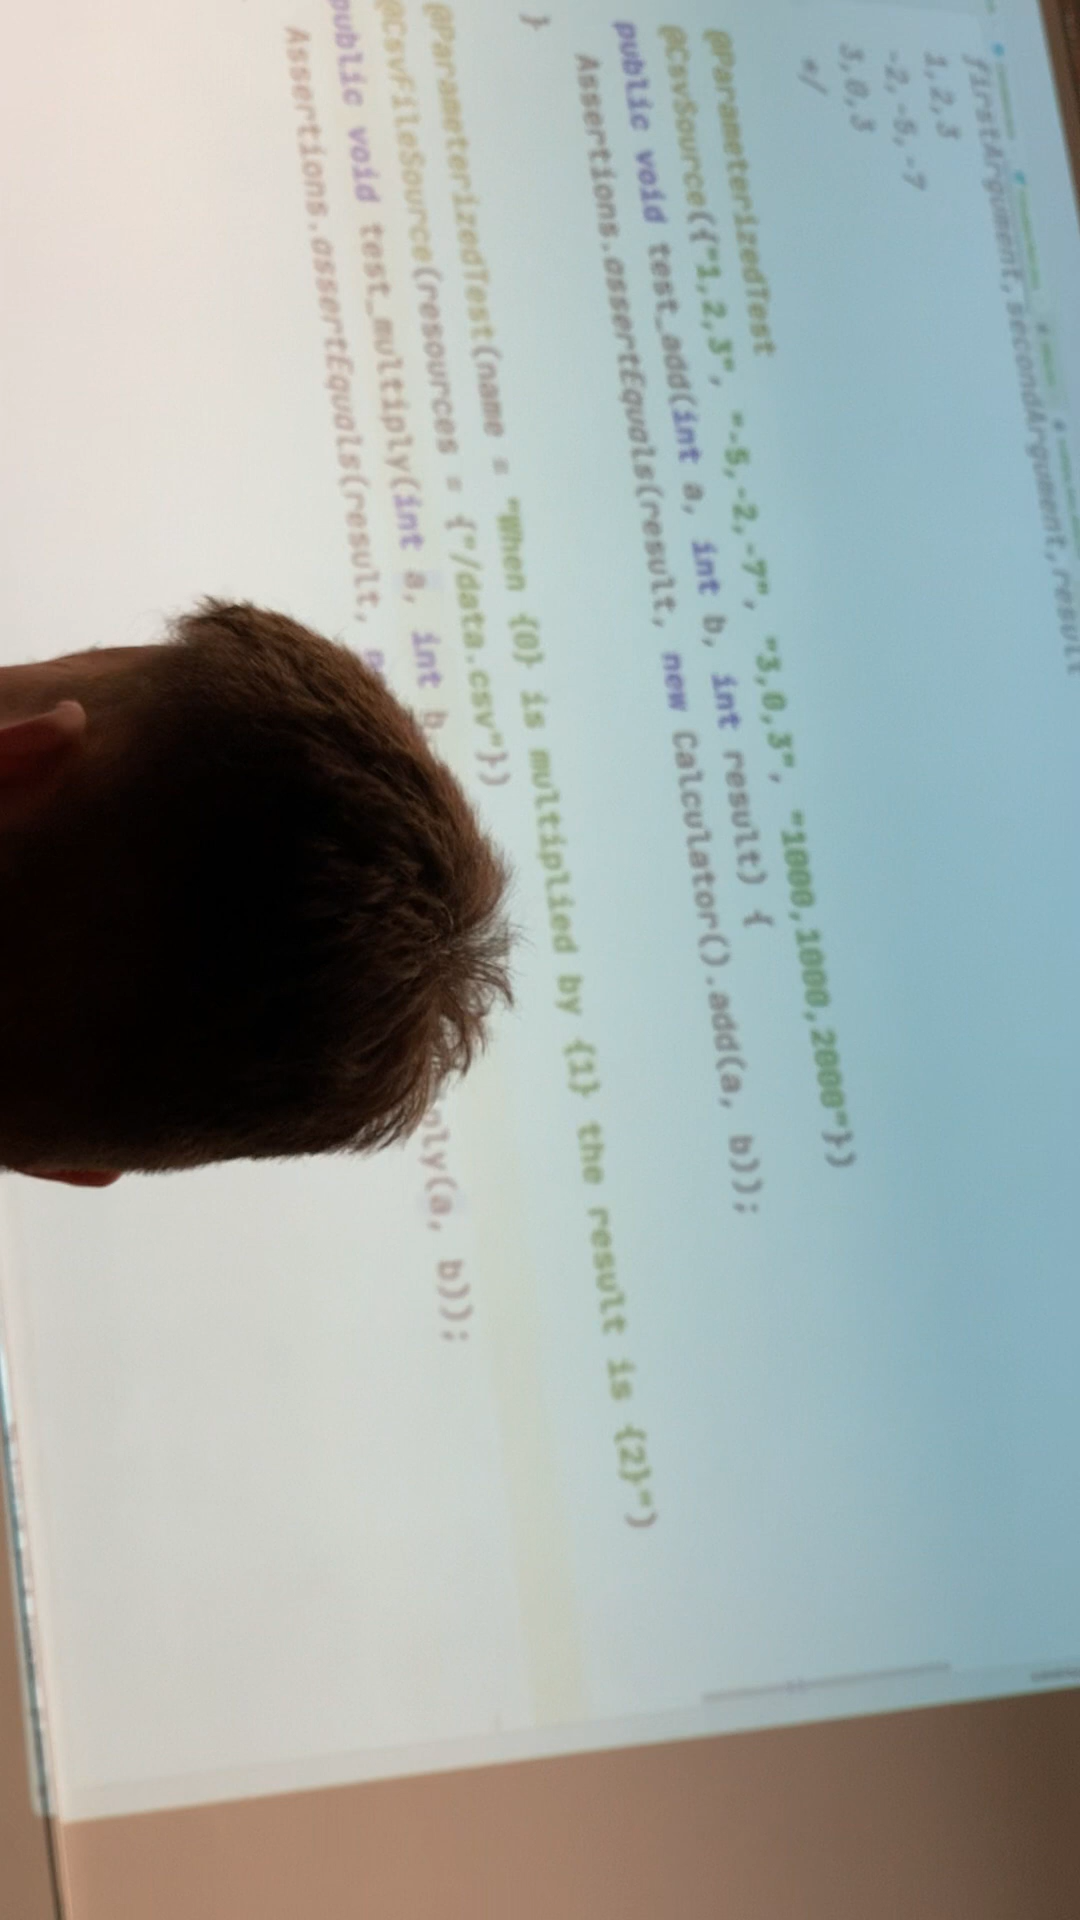 firstArgument,secondArgument,result
1,2,3
-2,-5,-7
3,0,3
*/
@ParameterizedTest
@CsvSource({"1,2,3", "-5,-2,-7", "3,0,3", "1000,1000,2000"})
public void test_add(int a, int b, int result) {
Assertions.assertEquals(result, new Calculator().add(a, b));
}
@ParameterizedTest(name = "When {0} is multiplied by {1} the result is {2}")
@CsvFileSource(resources = {"/data.csv"})
public void test_multiply(int a, int b
Assertions.assertEquals(result, ply(a, b));